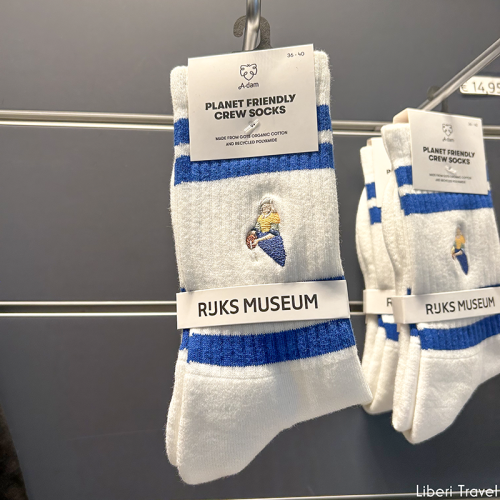 36 - 40
A-dam
PLANET FRIENDLY
CREW SOCKS
MADE FROM GOTS ORGANIC COTTON
AND RECYCLED POLYAMIDE
RIJKS MUSEUM
€ 14,95
A-dam
PLANET FRIENDLY
CREW SOCKS
RIJKS MUSEUM
Liberi Travel